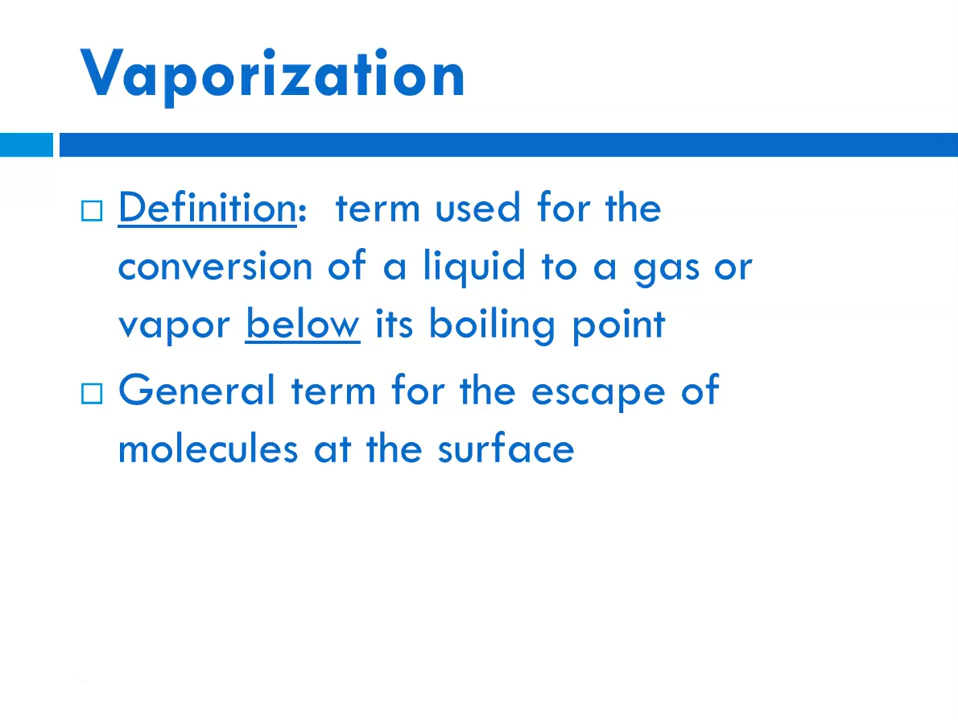 Vaporization
Definition:  term used for the
conversion of a liquid to a gas or
vapor below its boiling point
General term for the escape of
molecules at the surface